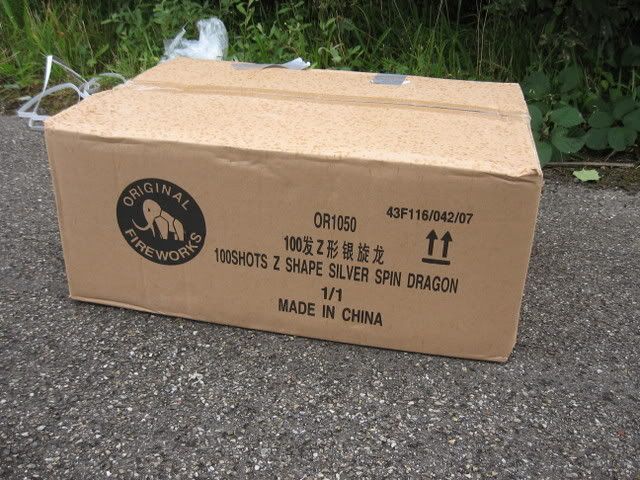 ORIGINAL
FIREWORKS
OR1050
43F116/042/07
100发Z形银旋龙
100SHOTS Z SHAPE SILVER SPIN DRAGON
1/1
MADE IN CHINA